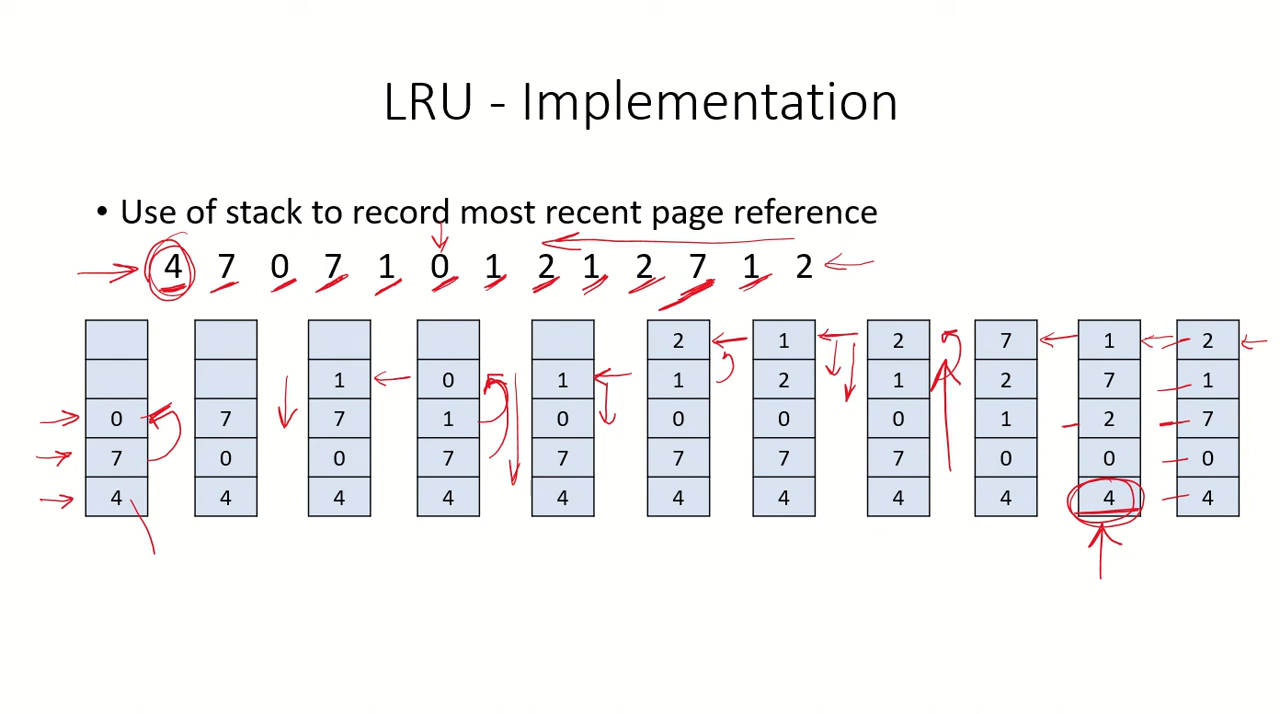 LRU - Implementation
• Use of stack to record most recent page reference
4 7 0 7 1 0 1 2 1 2 7 1 2
2 1 2 7 1 2
1 0 1 1 2 1 2 7 1
0 7 7 1 0 0 0 0 1 2 7
7 0 0 7 7 7 7 7 0 0 0
4 4 4 4 4 4 4 4 4 4 4